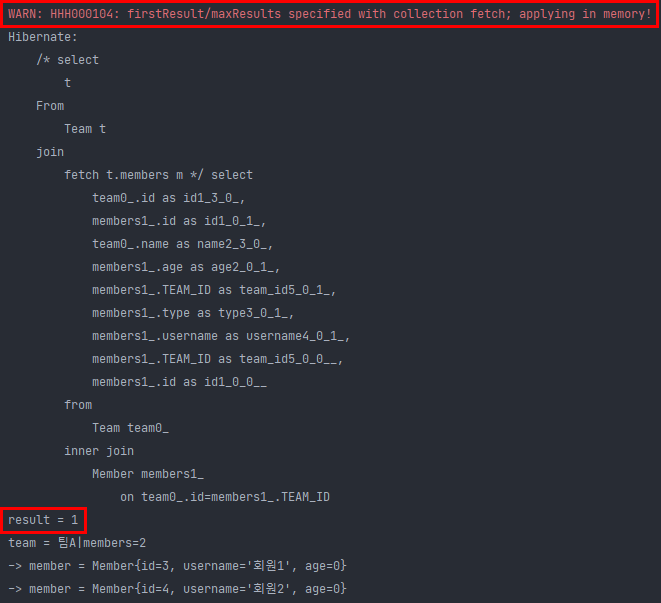 WARN: HHH000104: firstResult/maxResults specified with collection fetch; applying in memory!
Hibernate:
    /* select
        t
    From
        Team t
    join
        fetch t.members m */ select
            team0_.id as id1_3_0_,
            members1_.id as id1_0_1_,
            team0_.name as name2_3_0_,
            members1_.age as age2_0_1_,
            members1_.TEAM_ID as team_id5_0_1_,
            members1_.type as type3_0_1_,
            members1_.username as username4_0_1_,
            members1_.TEAM_ID as team_id5_0_0__,
            members1_.id as id1_0_0__
        from
            Team team0_
        inner join
            Member members1_
                on team0_.id=members1_.TEAM_ID
result = 1
team = 팀A|members=2
-> member = Member{id=3, username='회원1', age=0}
-> member = Member{id=4, username='회원2', age=0}